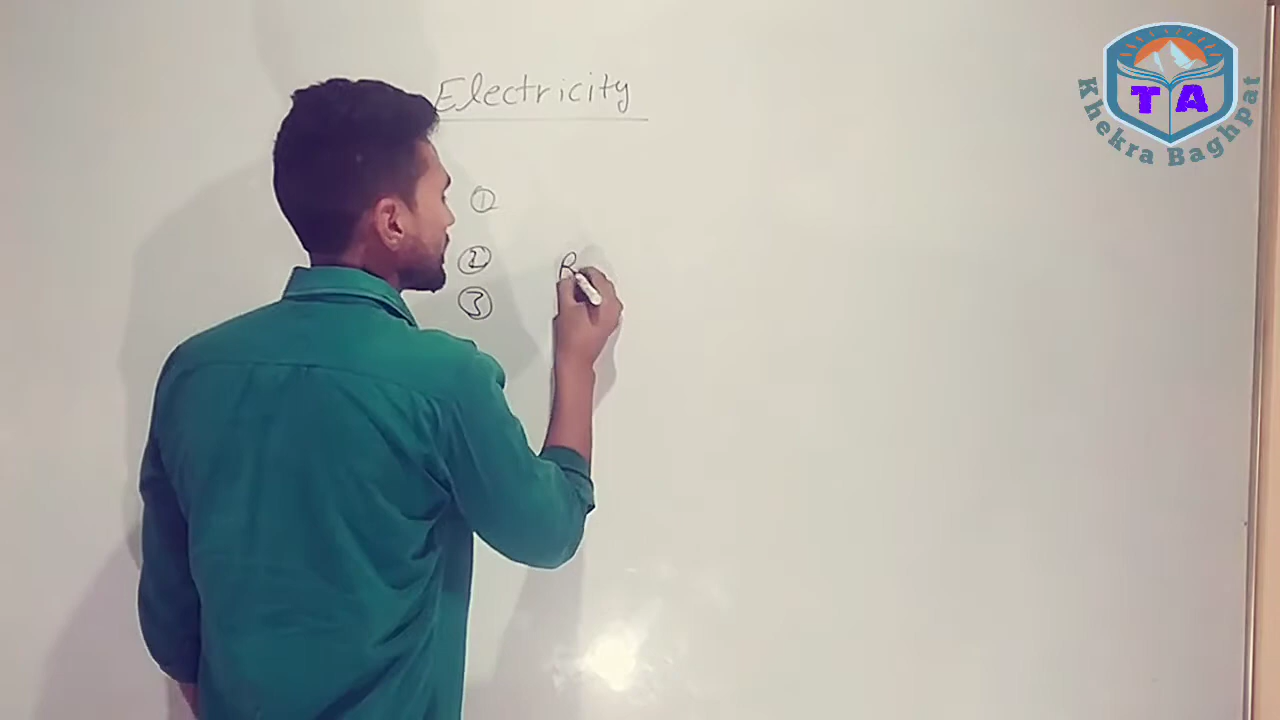 Electricity
①
②
③
R
TA
Khekra Baghpat